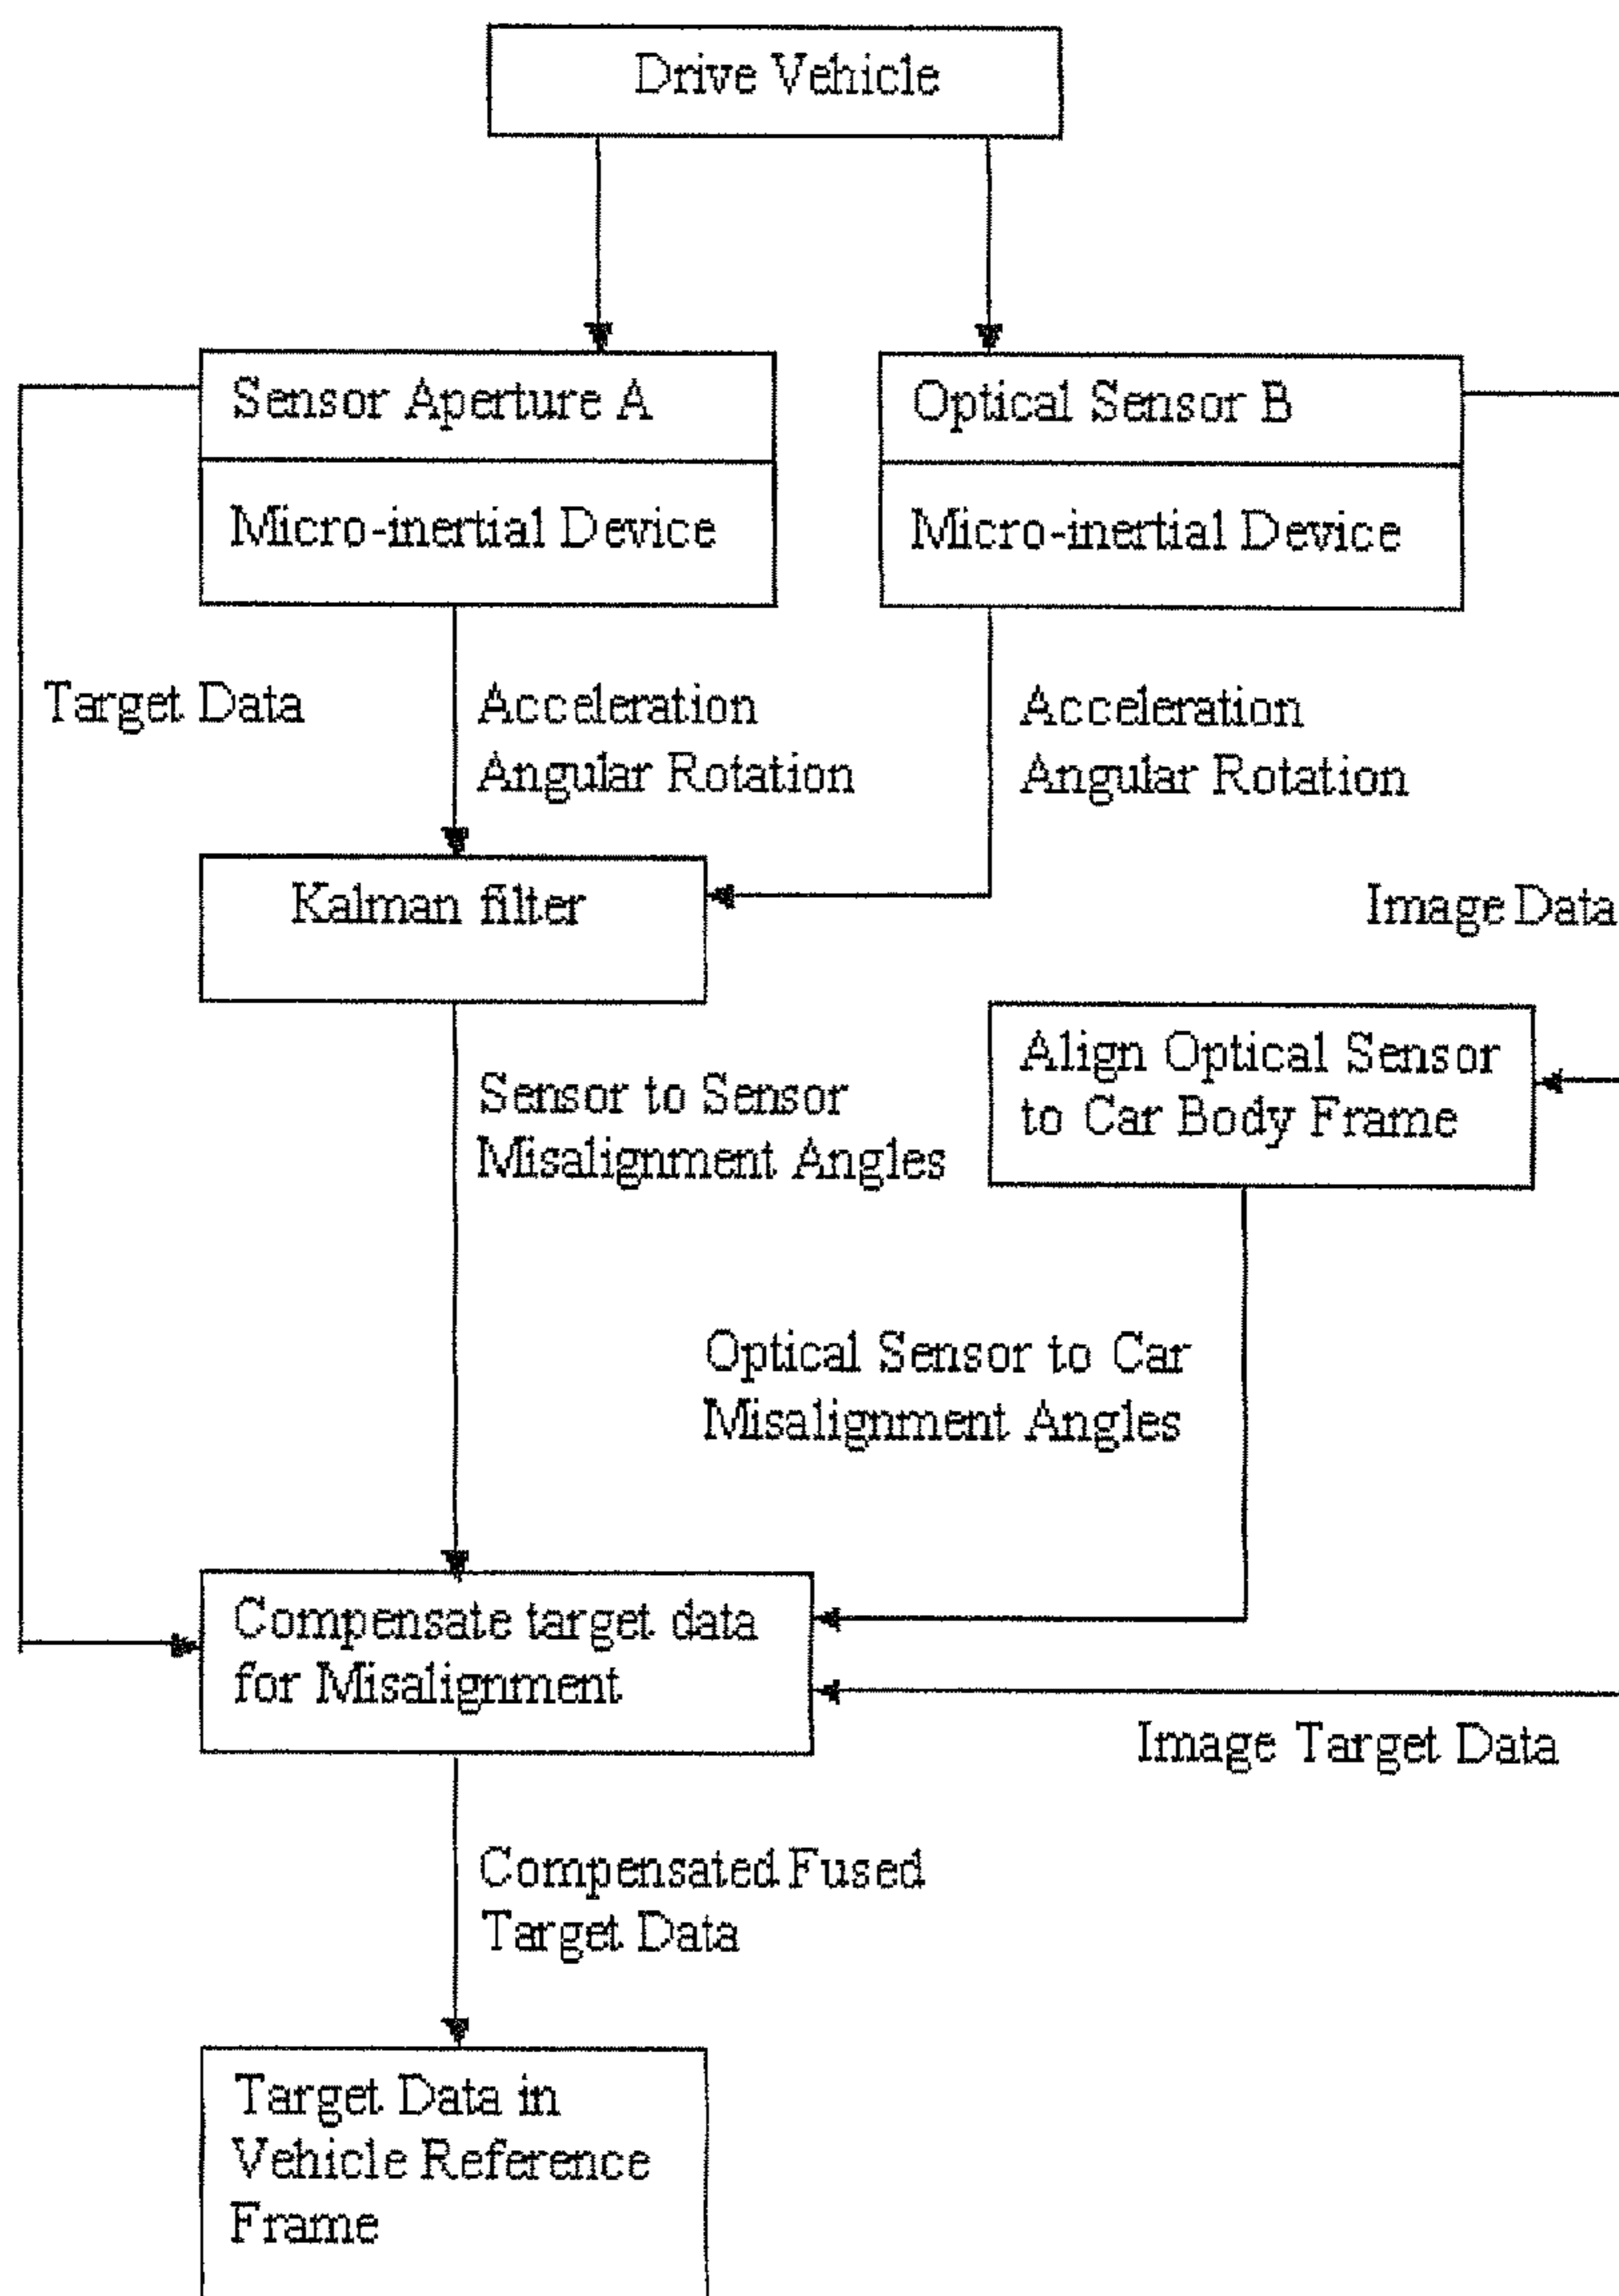 Drive Vehicle
Sensor Aperture A
Micro-inertial Device
Optical Sensor B
Micro-inertial Device
Target Data
Acceleration
Angular Rotation
Acceleration
Angular Rotation
Kalman filter
Image Data
Align Optical Sensor
to Car Body Frame
Sensor to Sensor
Misalignment Angles
Optical Sensor to Car
Misalignment Angles
Compensate target data
for Misalignment
Image Target Data
Compensated Fused
Target Data
Target Data in
Vehicle Reference
Frame